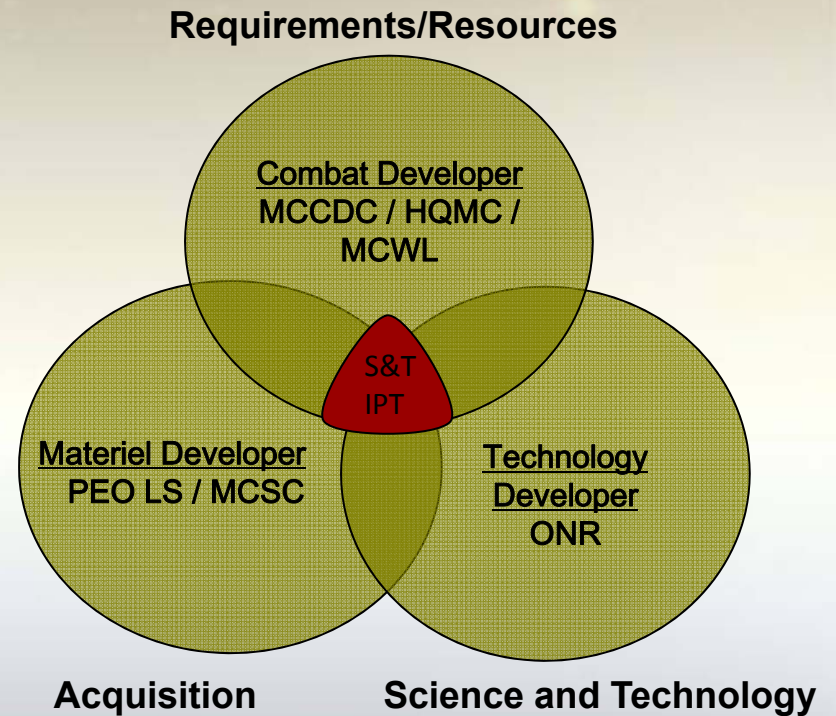 Requirements/Resources
Combat Developer
MCCDC / HQMC /
MCWL
S&T
IPT
Materiel Developer
PEO LS / MCSC
Technology
Developer
ONR
Acquisition
Science and Technology